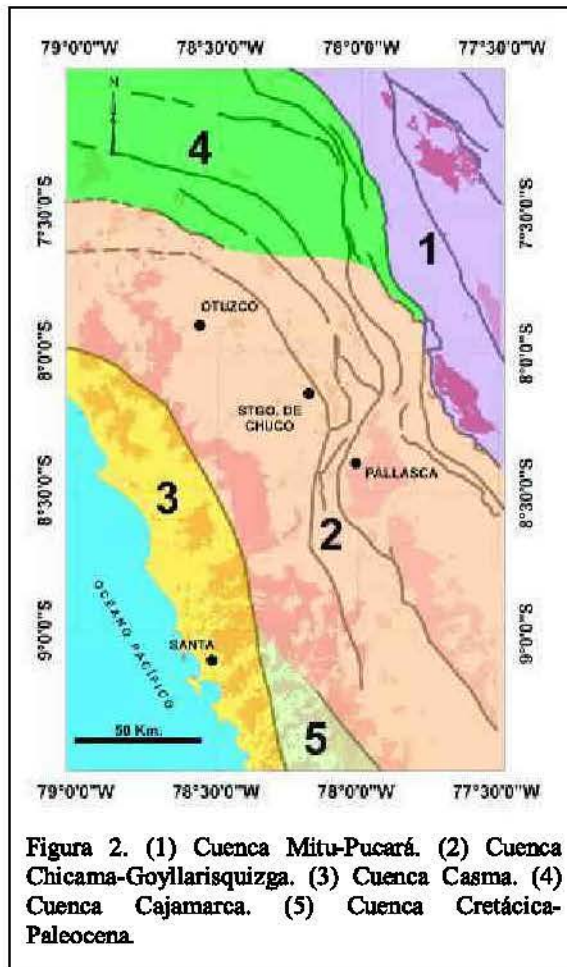 79°0'0"W 78°30'0"W 78°0'0"W 77°30'0"W
N
4
1
7°30'0"S
7°30'0"S
OTUZCO
8°0'0"S
8°0'0"S
STGO. DE
CHUCO
PALLASCA
3
2
8°30'0"S
8°30'0"S
OCEANO PACÍFICO
SANTA
9°0'0"S
9°0'0"S
50 Km.
5
79°0'0"W 78°30'0"W 78°0'0"W 77°30'0"W
Figura 2. (1) Cuenca Mitu-Pucará. (2) Cuenca
Chicama-Goyllarisquizga. (3) Cuenca Casma. (4)
Cuenca Cajamarca. (5) Cuenca Cretácica-
Paleocena.